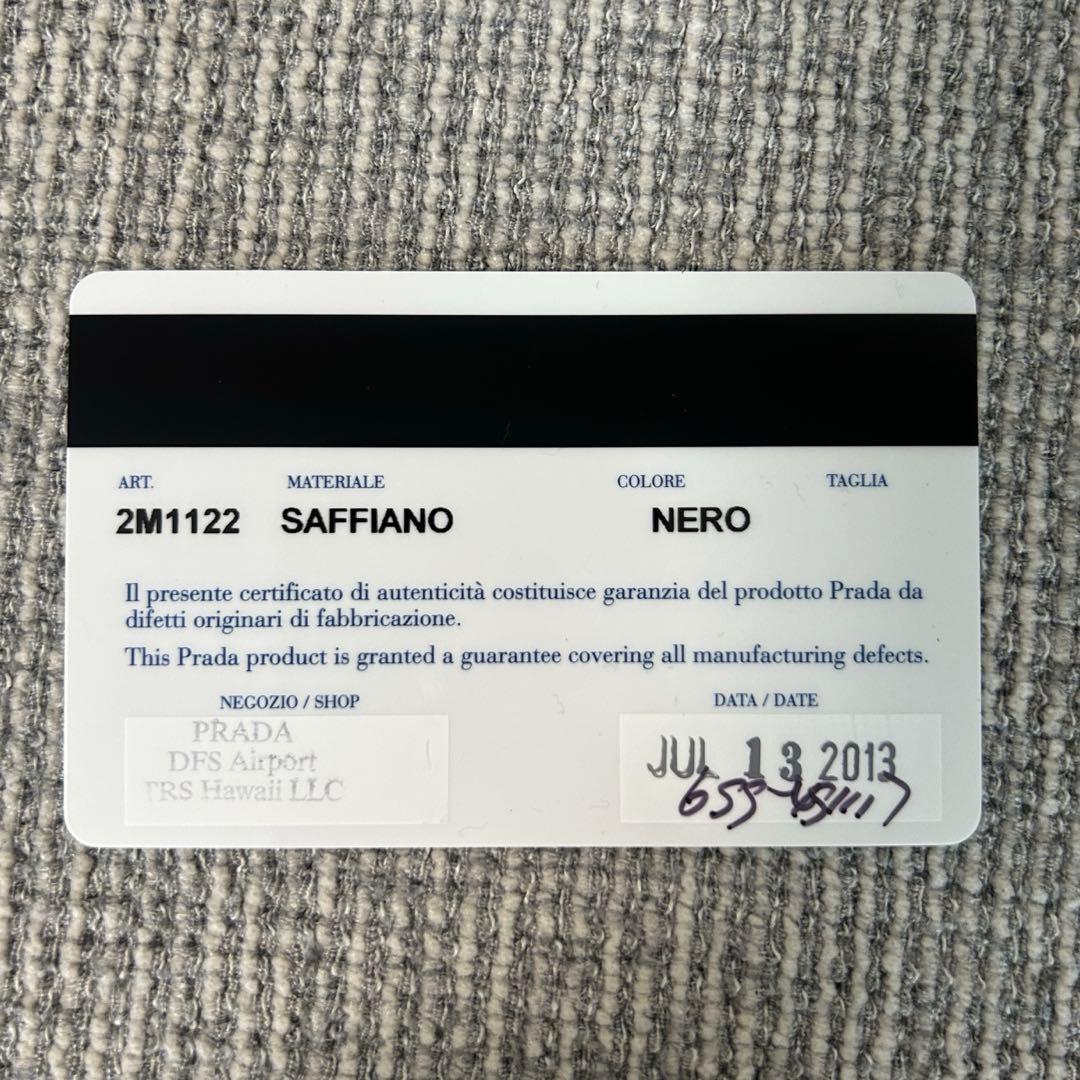 ART. MATERIALE COLORE TAGLIA
2M1122 SAFFIANO NERO
Il presente certificato di autenticità costituisce garanzia del prodotto Prada da
difetti originari di fabbricazione.
This Prada product is granted a guarantee covering all manufacturing defects.
NEGOZIO / SHOP DATA / DATE
PRADA
DFS Airport
TRS Hawaii LLC
JUL 13 2013